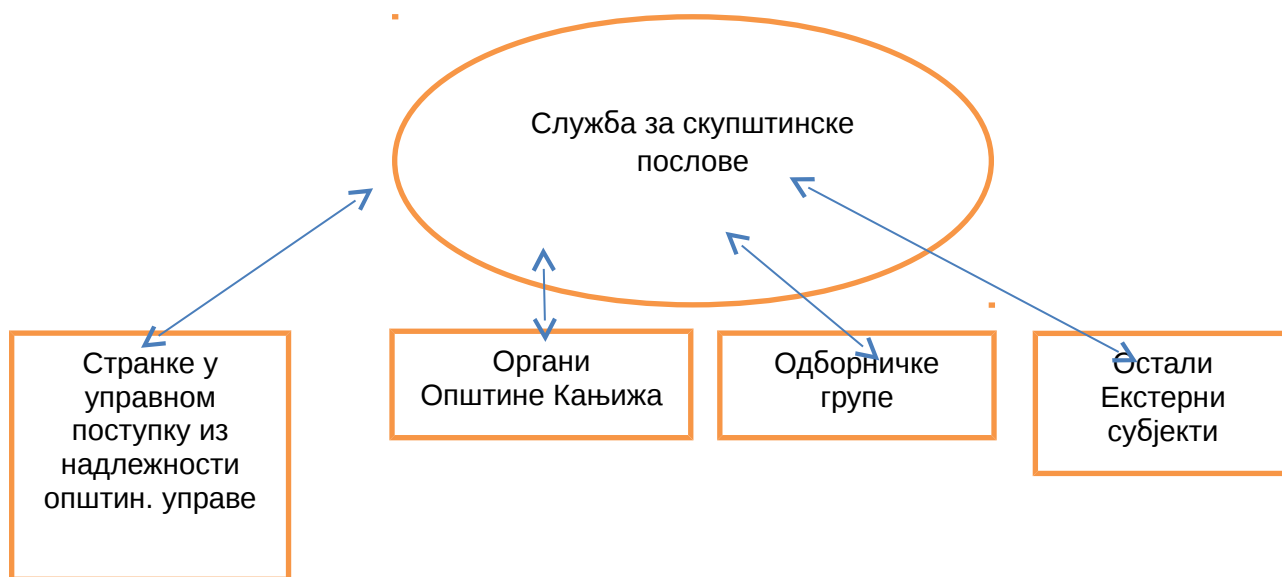 Служба за скупштинске
послове
Странке у
управном
поступку из
надлежности
општин. управе
Органи
Општине Кањижа
Одборничке
групе
Остали
Екстерни
субјекти